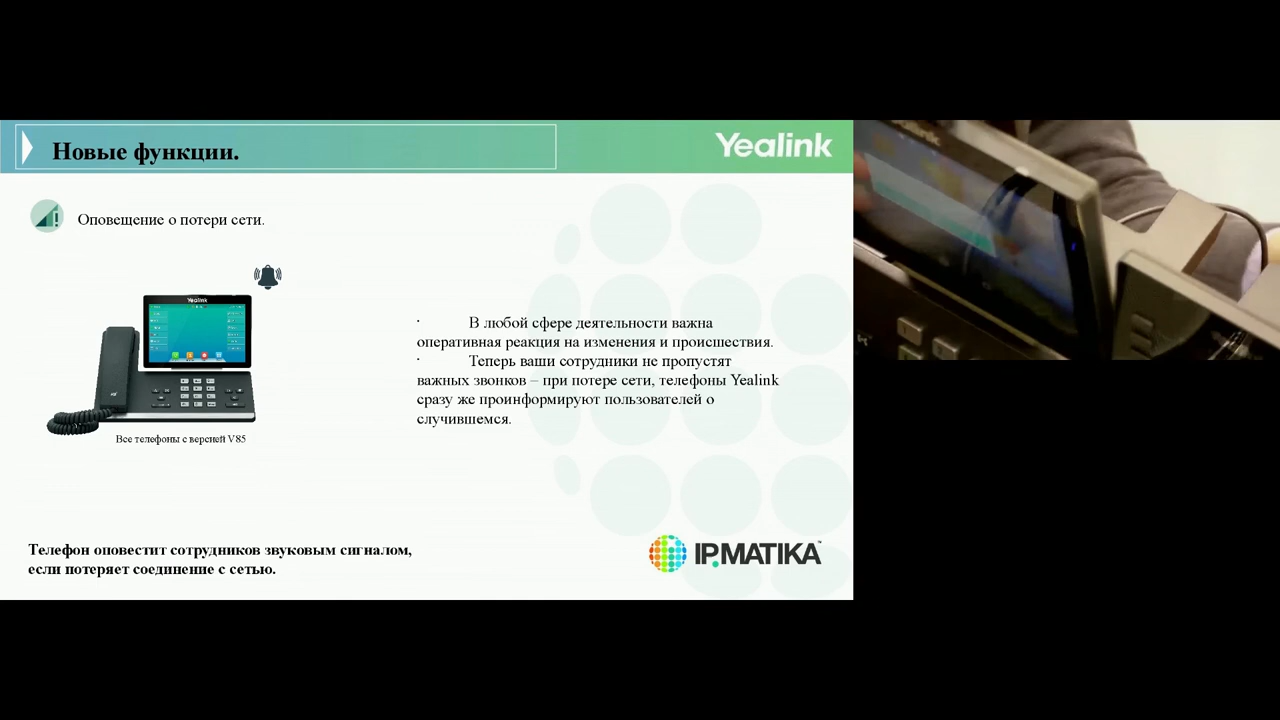 Новые функции.
Yealink
Оповещение о потери сети.
Yealink
· В любой сфере деятельности важна
оперативная реакция на изменения и происшествия.
· Теперь ваши сотрудники не пропустят
важных звонков – при потере сети, телефоны Yealink
сразу же проинформируют пользователей о
случившемся.
Все телефоны с версией V85
Телефон оповестит сотрудников звуковым сигналом,
если потеряет соединение с сетью.
IPMATIKA™